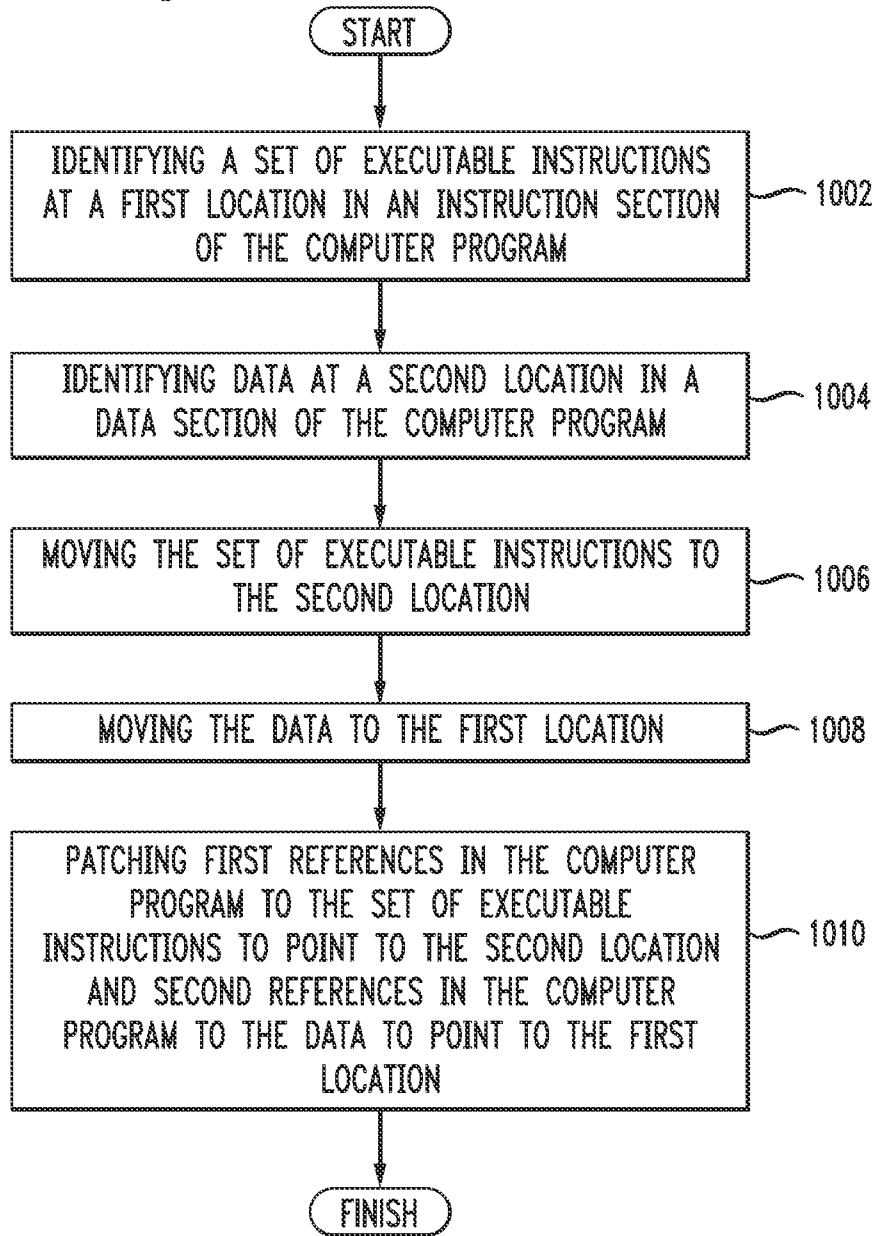 START
IDENTIFYING A SET OF EXECUTABLE INSTRUCTIONS
AT A FIRST LOCATION IN AN INSTRUCTION SECTION
OF THE COMPUTER PROGRAM
1002
IDENTIFYING DATA AT A SECOND LOCATION IN A
DATA SECTION OF THE COMPUTER PROGRAM
1004
MOVING THE SET OF EXECUTABLE INSTRUCTIONS TO
THE SECOND LOCATION
1006
MOVING THE DATA TO THE FIRST LOCATION
1008
PATCHING FIRST REFERENCES IN THE COMPUTER
PROGRAM TO THE SET OF EXECUTABLE
INSTRUCTIONS TO POINT TO THE SECOND LOCATION
AND SECOND REFERENCES IN THE COMPUTER
PROGRAM TO THE DATA TO POINT TO THE FIRST
LOCATION
1010
FINISH